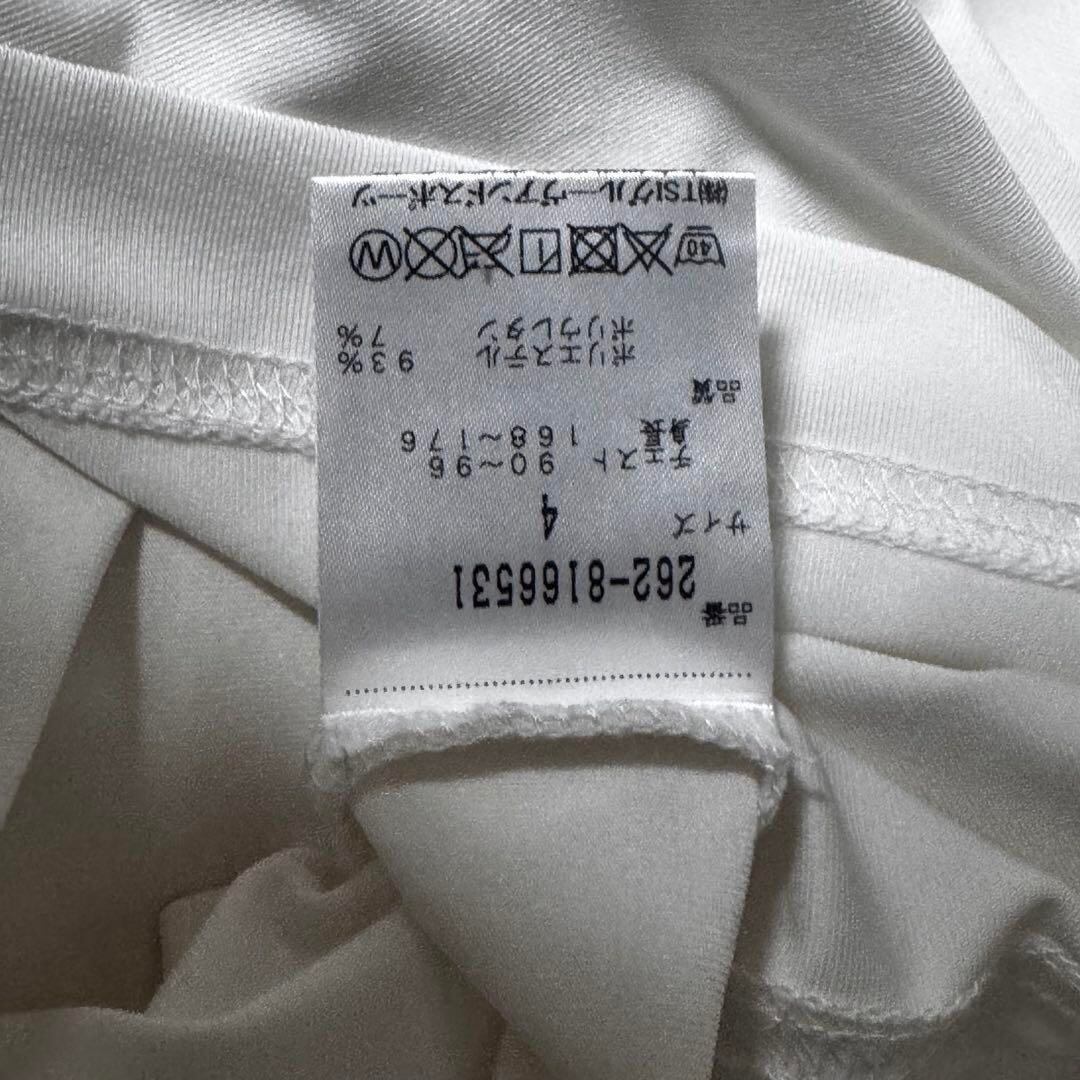 品番
262-8166531
サイズ 4
チェスト 90〜96
身長 168〜176
品質
ポリエステル 93%
ポリウレタン 7%
40 W
㈱TSIグルーヴアンドスポーツ